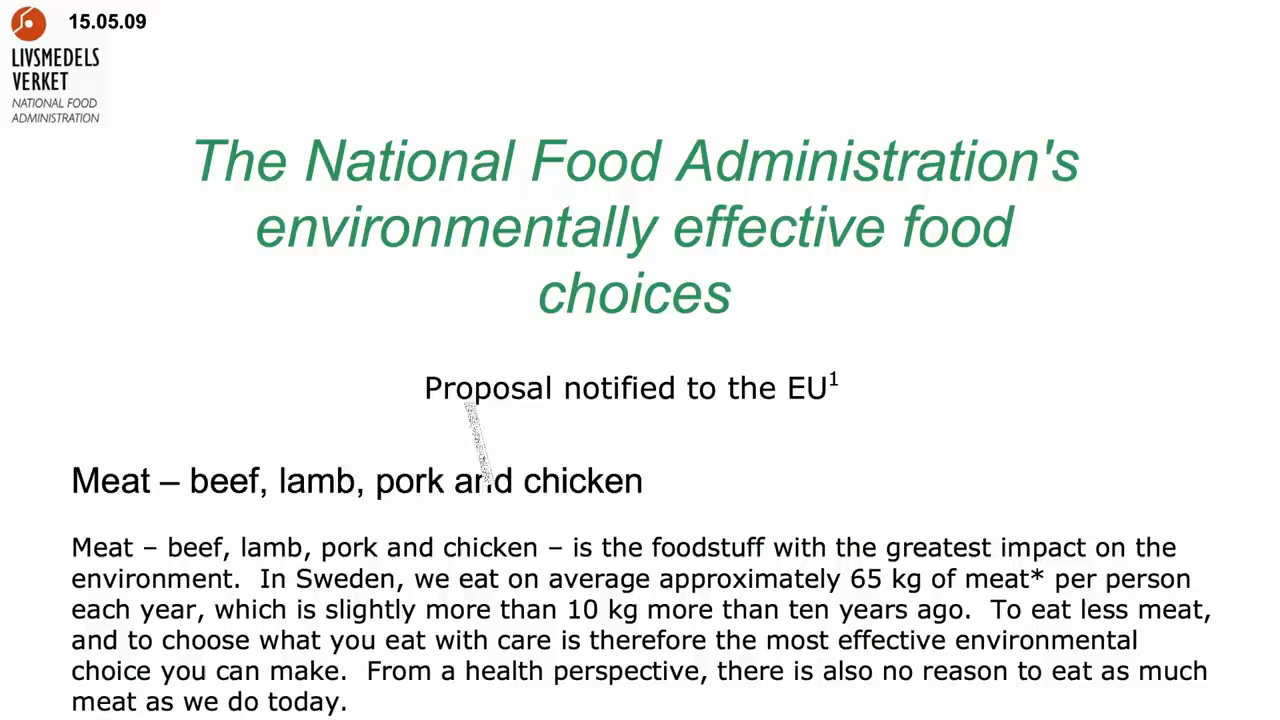 15.05.09
LIVSMEDELS
VERKET
NATIONAL FOOD
ADMINISTRATION
The National Food Administration's
environmentally effective food
choices
Proposal notified to the EU¹
Meat – beef, lamb, pork and chicken
Meat – beef, lamb, pork and chicken – is the foodstuff with the greatest impact on the
environment.  In Sweden, we eat on average approximately 65 kg of meat* per person
each year, which is slightly more than 10 kg more than ten years ago.  To eat less meat,
and to choose what you eat with care is therefore the most effective environmental
choice you can make.  From a health perspective, there is also no reason to eat as much
meat as we do today.